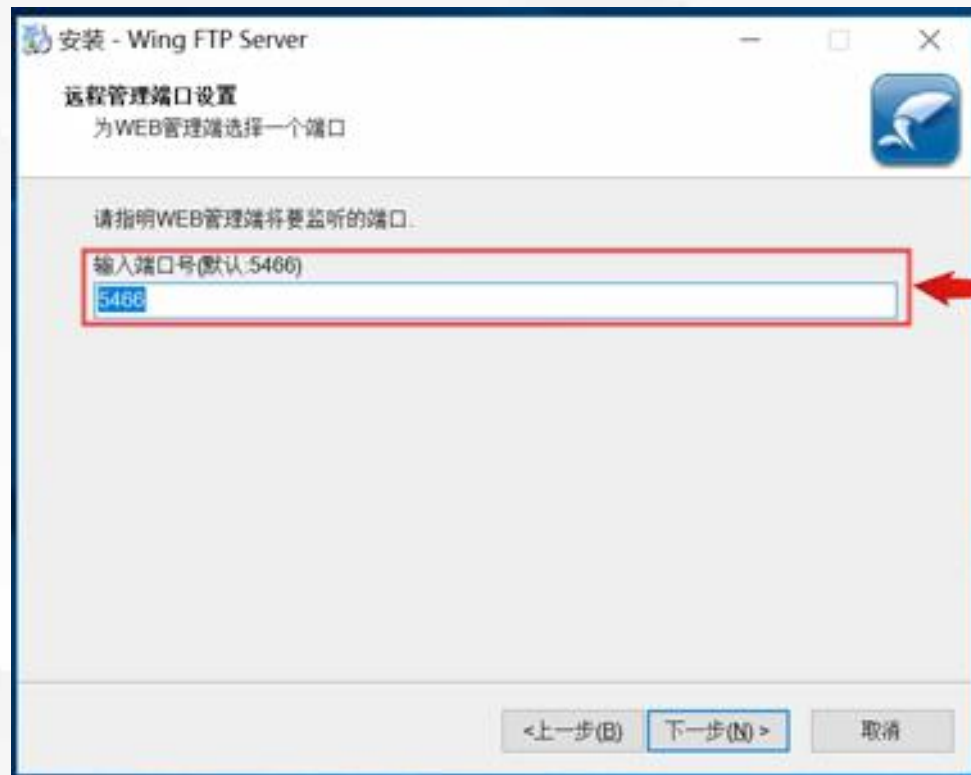 安装 - Wing FTP Server
远程管理端口设置
为WEB管理端选择一个端口
请指明WEB管理端将要监听的端口.
输入端口号(默认:5466)
5466
<上一步(B)
下一步(N) >
取消